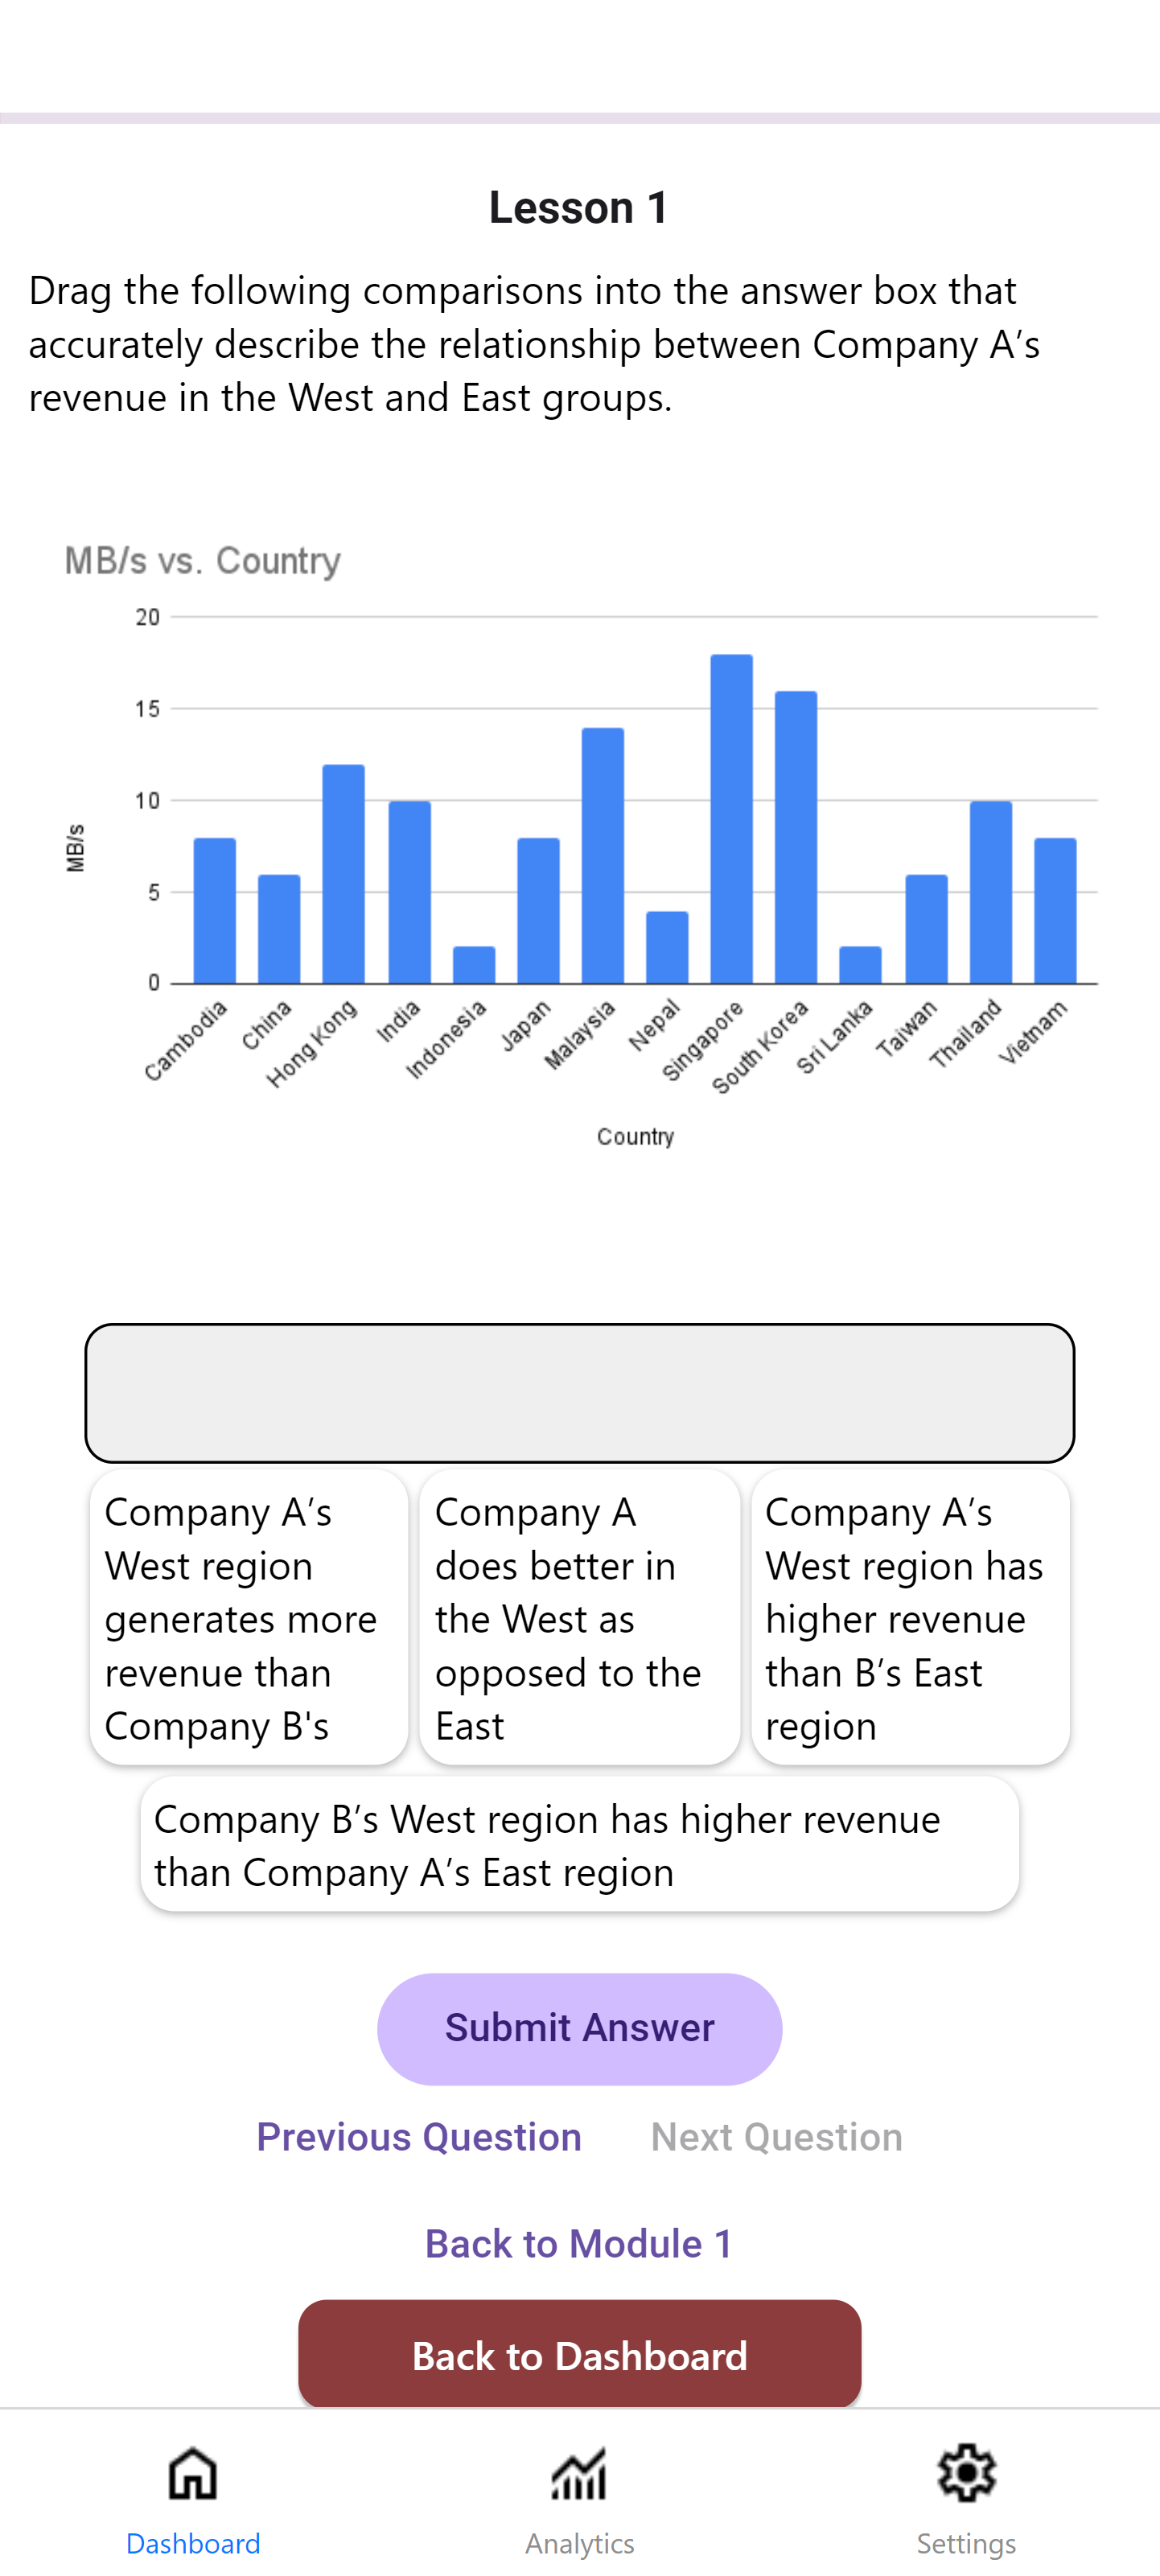 Lesson 1
Drag the following comparisons into the answer box that
accurately describe the relationship between Company A’s
revenue in the West and East groups.
MB/s vs. Country
20
15
10
5
0
MB/s
Cambodia
China
Hong Kong
India
Indonesia
Japan
Malaysia
Nepal
Singapore
South Korea
Sri Lanka
Taiwan
Thailand
Vietnam
Country
Company A’s
West region
generates more
revenue than
Company B's
Company A
does better in
the West as
opposed to the
East
Company A’s
West region has
higher revenue
than B’s East
region
Company B’s West region has higher revenue
than Company A’s East region
Submit Answer
Previous Question
Next Question
Back to Module 1
Back to Dashboard
Dashboard
Analytics
Settings